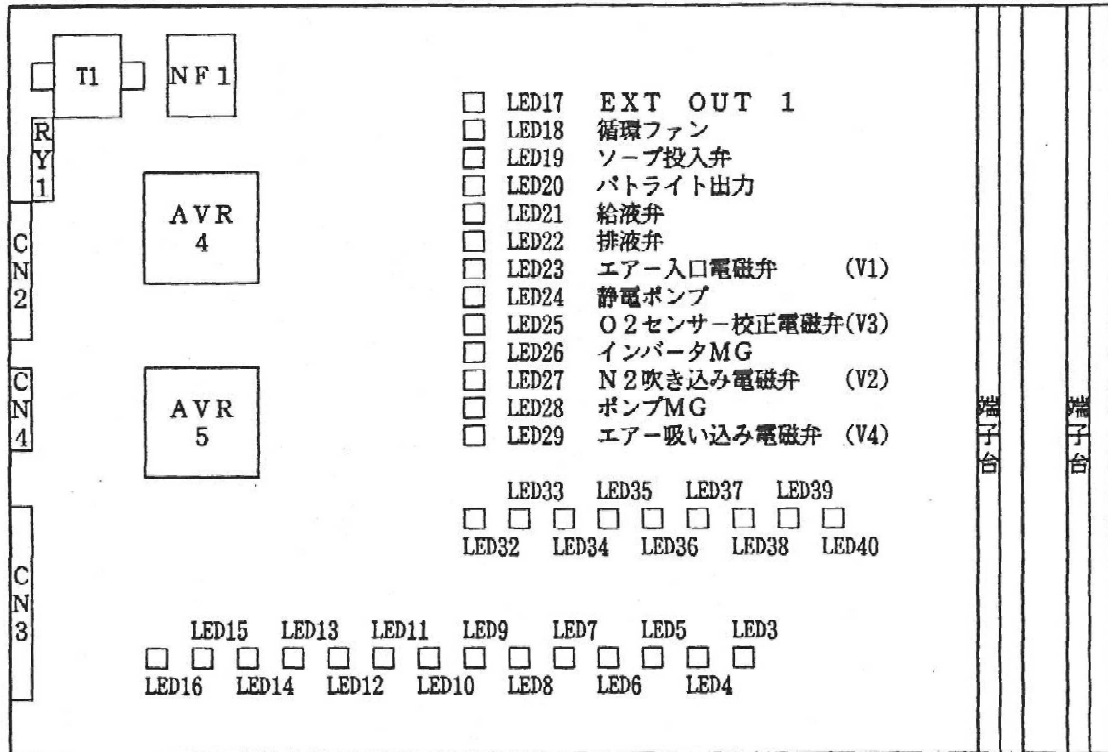 T1
NF1
RY1
AVR
4
CN2
CN4
AVR
5
CN3
LED17 EXT OUT 1
LED18 循環ファン
LED19 ソープ投入弁
LED20 パトライト出力
LED21 給液弁
LED22 排液弁
LED23 エアー入口電磁弁 (V1)
LED24 静電ポンプ
LED25 O2センサー校正電磁弁(V3)
LED26 インバータMG
LED27 N2吹き込み電磁弁 (V2)
LED28 ポンプMG
LED29 エアー吸い込み電磁弁 (V4)
端子台
端子台
LED33 LED35 LED37 LED39
LED32 LED34 LED36 LED38 LED40
LED15 LED13 LED11 LED9 LED7 LED5 LED3
LED16 LED14 LED12 LED10 LED8 LED6 LED4